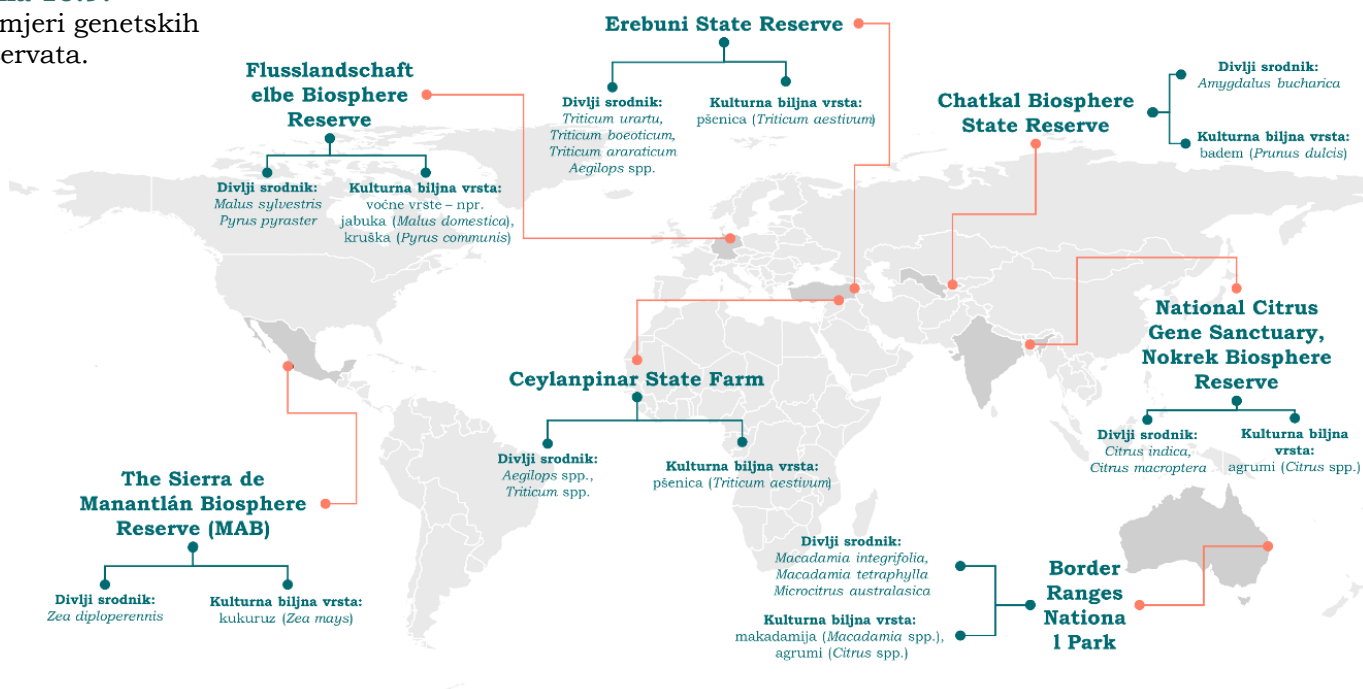 mjeri genetskih
ervata.
Flusslandschaft
elbe Biosphere
Reserve
Divlji srodnik:
Malus sylvestris
Pyrus pyraster
Kulturna biljna vrsta:
voćne vrste – npr.
jabuka (Malus domestica),
kruška (Pyrus communis)
Erebuni State Reserve
Divlji srodnik:
Triticum urartu,
Triticum boeoticum,
Triticum araraticum
Aegilops spp.
Kulturna biljna vrsta:
pšenica (Triticum aestivum)
Chatkal Biosphere
State Reserve
Divlji srodnik:
Amygdalus bucharica
Kulturna biljna vrsta:
badem (Prunus dulcis)
National Citrus
Gene Sanctuary,
Nokrek Biosphere
Reserve
Divlji srodnik:
Citrus indica,
Citrus macroptera
Kulturna biljna
vrsta:
agrumi (Citrus spp.)
Ceylanpinar State Farm
Divlji srodnik:
Aegilops spp.,
Triticum spp.
Kulturna biljna vrsta:
pšenica (Triticum aestivum)
The Sierra de
Manantlán Biosphere
Reserve (MAB)
Divlji srodnik:
Zea diploperennis
Kulturna biljna vrsta:
kukuruz (Zea mays)
Border
Ranges
Nationa
l Park
Divlji srodnik:
Macadamia integrifolia,
Macadamia tetraphylla
Microcitrus australasica
Kulturna biljna vrsta:
makadamija (Macadamia spp.),
agrumi (Citrus spp.)